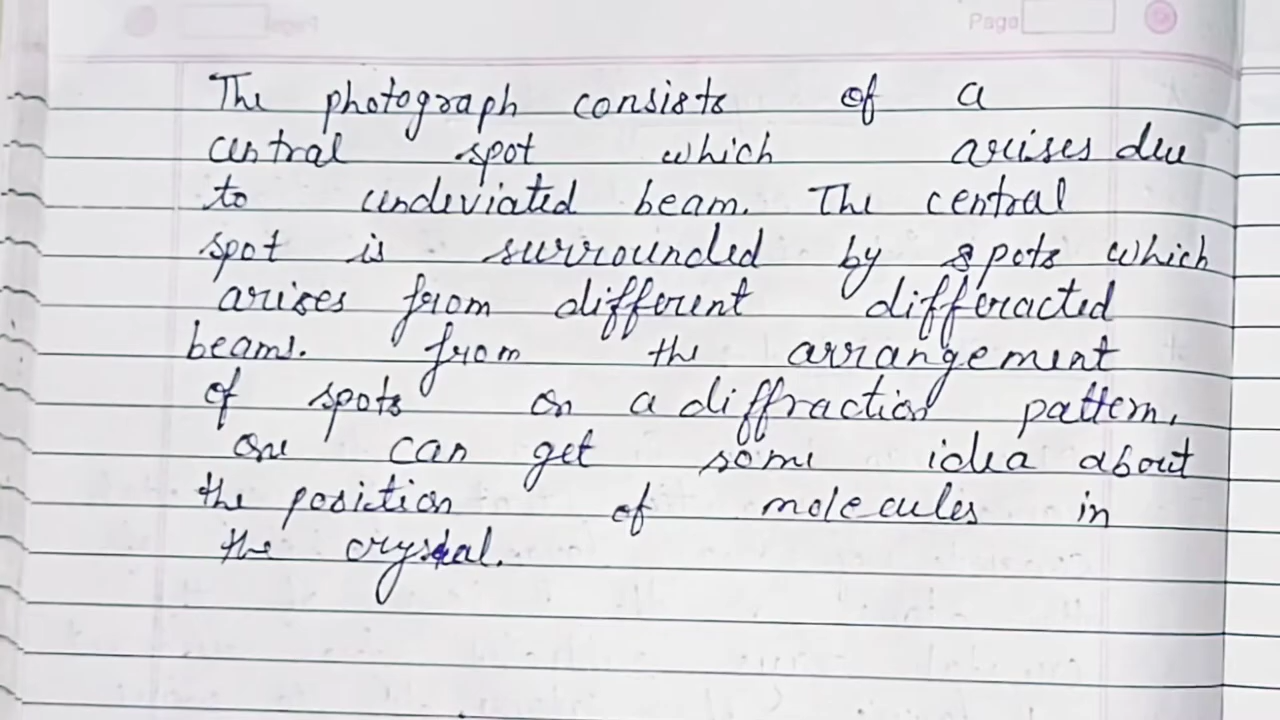 Page
The photograph consists of a
central spot which arises due
to undeviated beam. The central
spot is surrounded by spots which
arises from different differacted
beams. from the arrangement
of spots on a diffraction pattern,
one can get some idea about
the position of molecules in
the crystal.